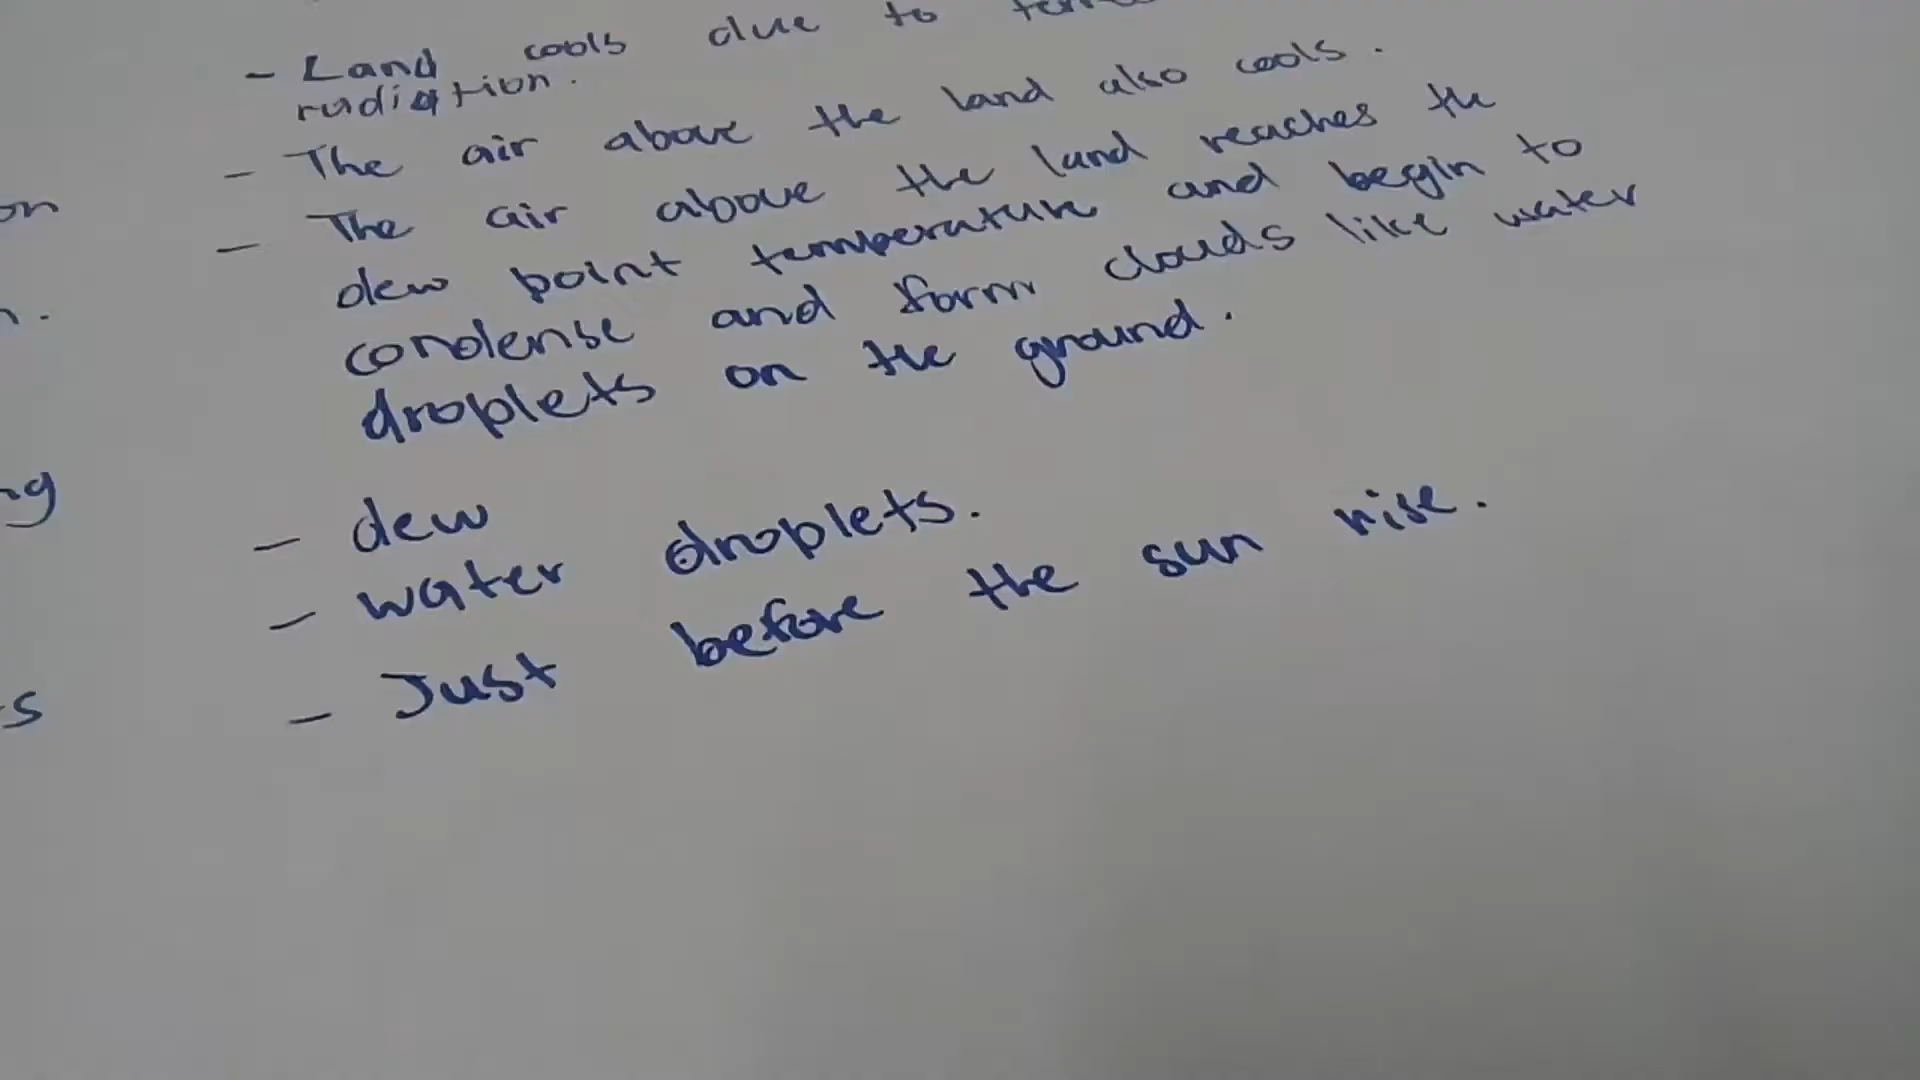 - Land cools due to
radiation.
- The air above the land also cools.
- The air above the land reaches the
dew point temperature and begin to
condense and form clouds like water
droplets on the ground.
- dew
- water droplets.
- Just before the sun rise.
on
n.
ng
s